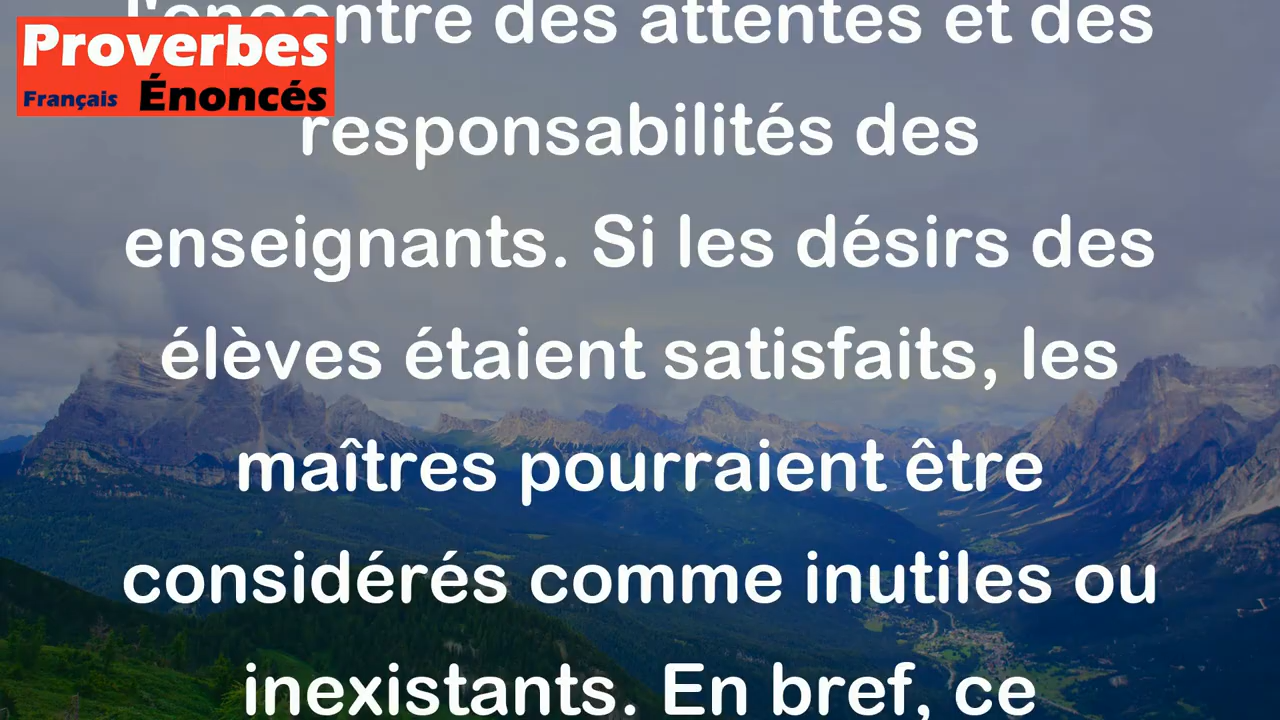 Proverbes
Français Énoncés
l'encontre des attentes et des
responsabilités des
enseignants. Si les désirs des
élèves étaient satisfaits, les
maîtres pourraient être
considérés comme inutiles ou
inexistants. En bref, ce